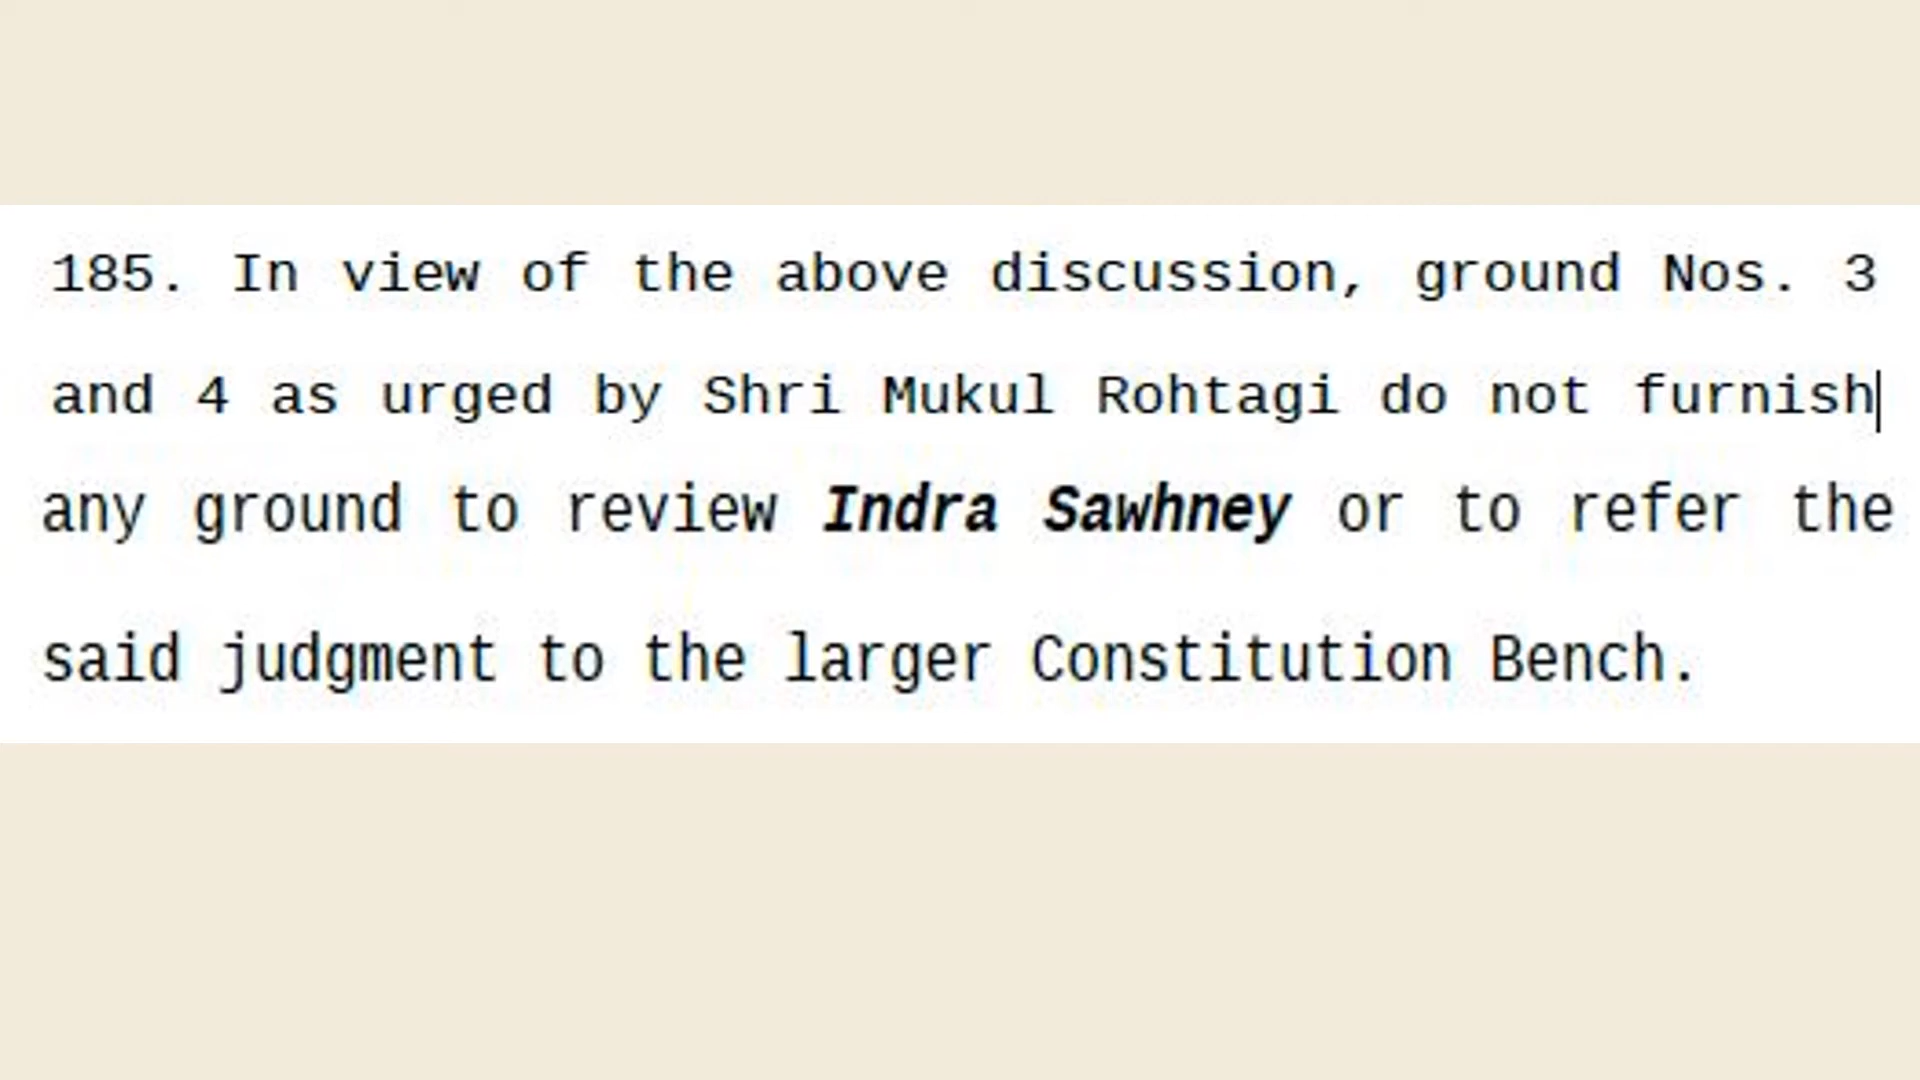 185. In view of the above discussion, ground Nos. 3
and 4 as urged by Shri Mukul Rohtagi do not furnish
any ground to review Indra Sawhney or to refer the
said judgment to the larger Constitution Bench.